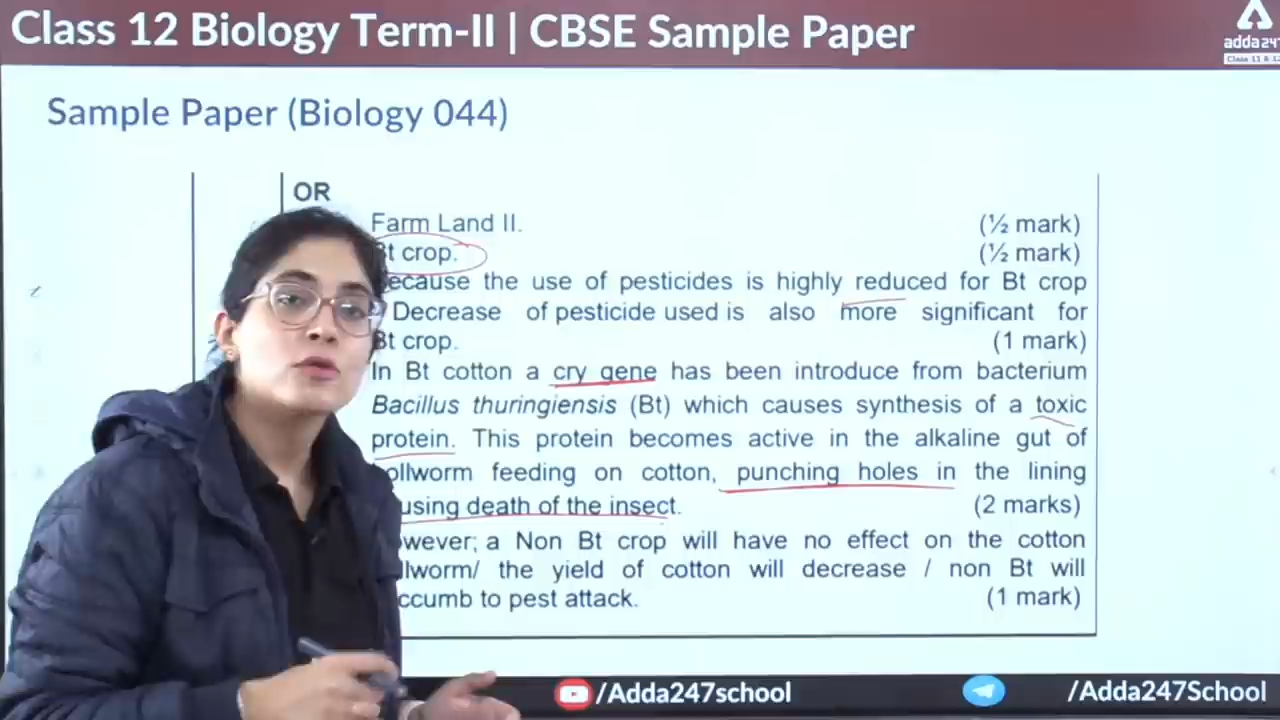 Class 12 Biology Term-II | CBSE Sample Paper
adda247
Class 11 & 12
Sample Paper (Biology 044)
OR
Farm Land II. (½ mark)
Bt crop. (½ mark)
ecause the use of pesticides is highly reduced for Bt crop
Decrease of pesticide used is also more significant for
Bt crop. (1 mark)
In Bt cotton a cry gene has been introduce from bacterium
Bacillus thuringiensis (Bt) which causes synthesis of a toxic
protein. This protein becomes active in the alkaline gut of
ollworm feeding on cotton, punching holes in the lining
using death of the insect. (2 marks)
wever; a Non Bt crop will have no effect on the cotton
llworm/ the yield of cotton will decrease / non Bt will
ccumb to pest attack. (1 mark)
/Adda247school
/Adda247School